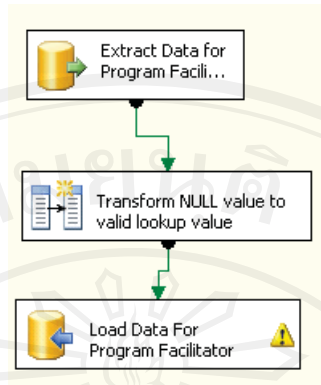 Extract Data for
Program Facili...
Transform NULL value to
valid lookup value
Load Data For
Program Facilitator